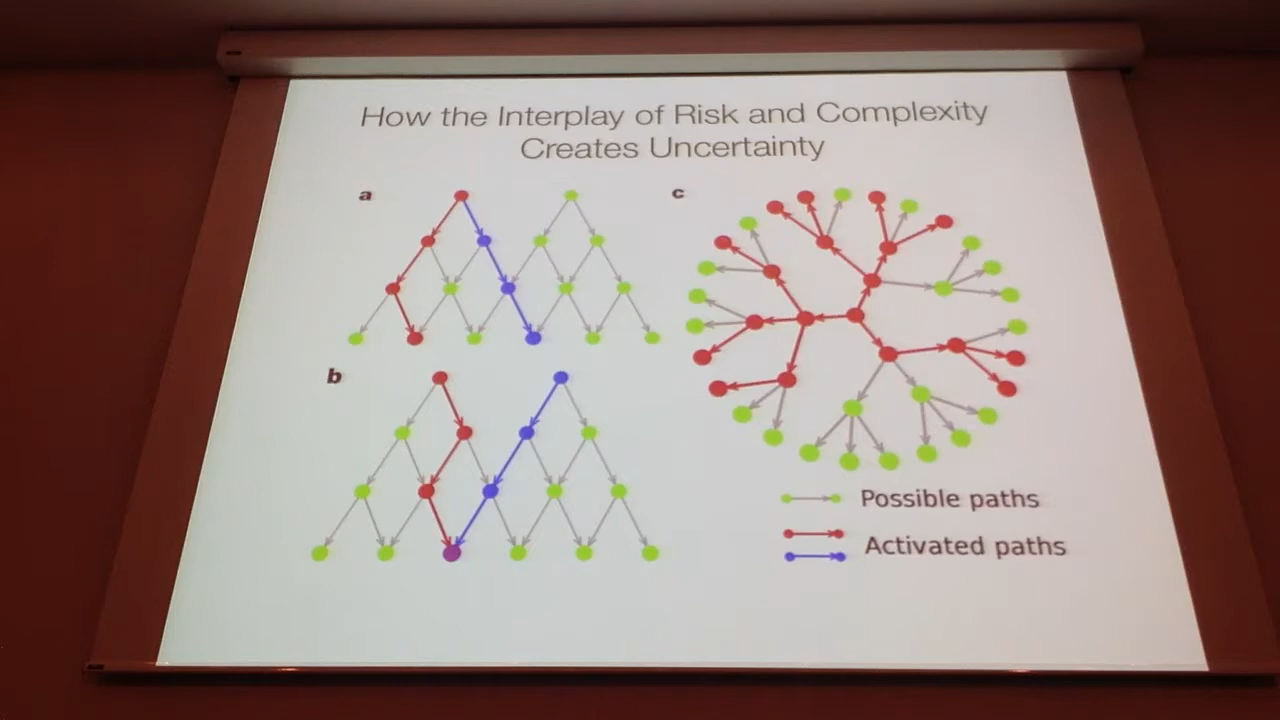 How the Interplay of Risk and Complexity
Creates Uncertainty
a
c
b
Possible paths
Activated paths